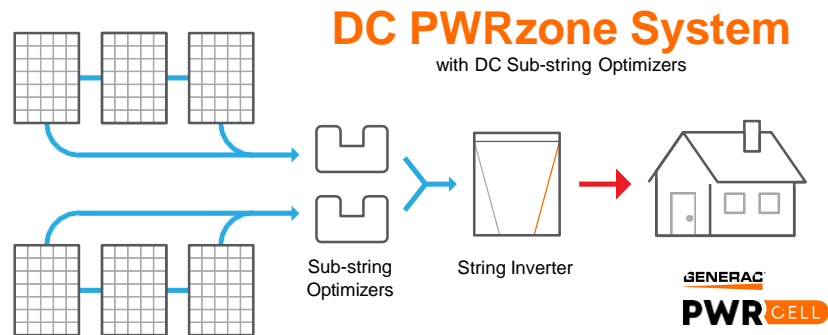 DC PWRzone System
with DC Sub-string Optimizers
Sub-string
Optimizers
String Inverter
GENERAC
PWRCELL